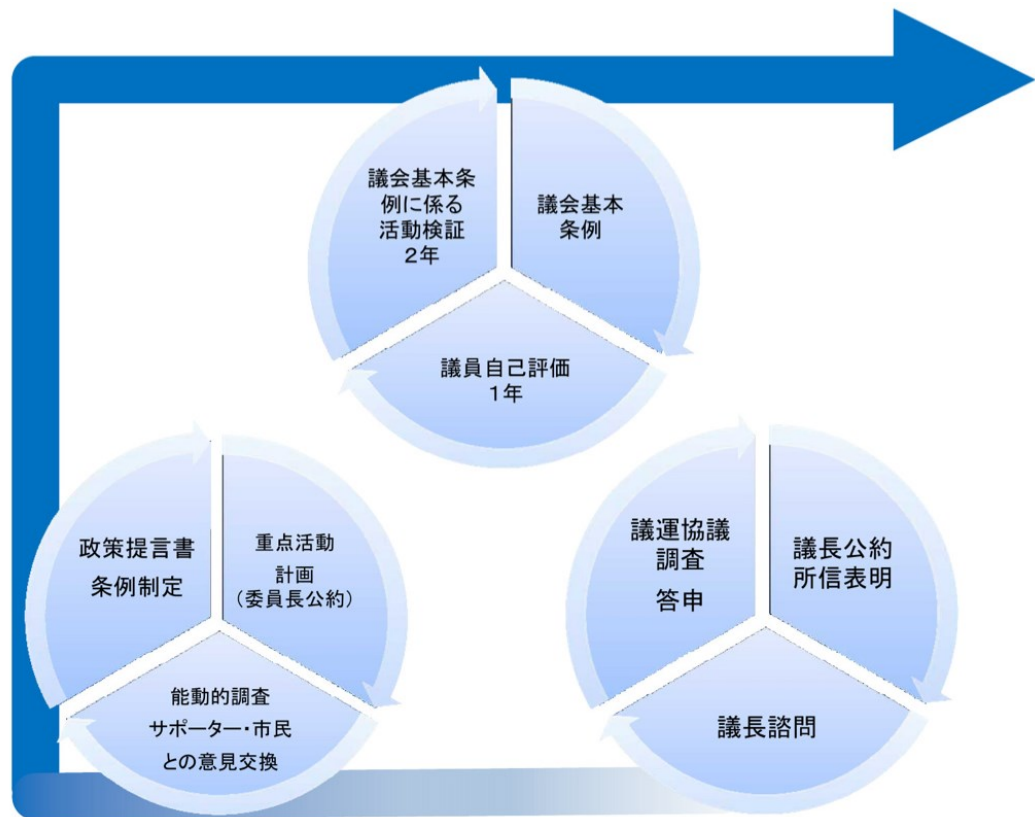 議会基本条
例に係る
活動検証
２年
議会基本
条例
議員自己評価
１年
政策提言書
条例制定
重点活動
計画
(委員長公約)
能動的調査
サポーター・市民
との意見交換
議運協議
調査
答申
議長公約
所信表明
議長諮問